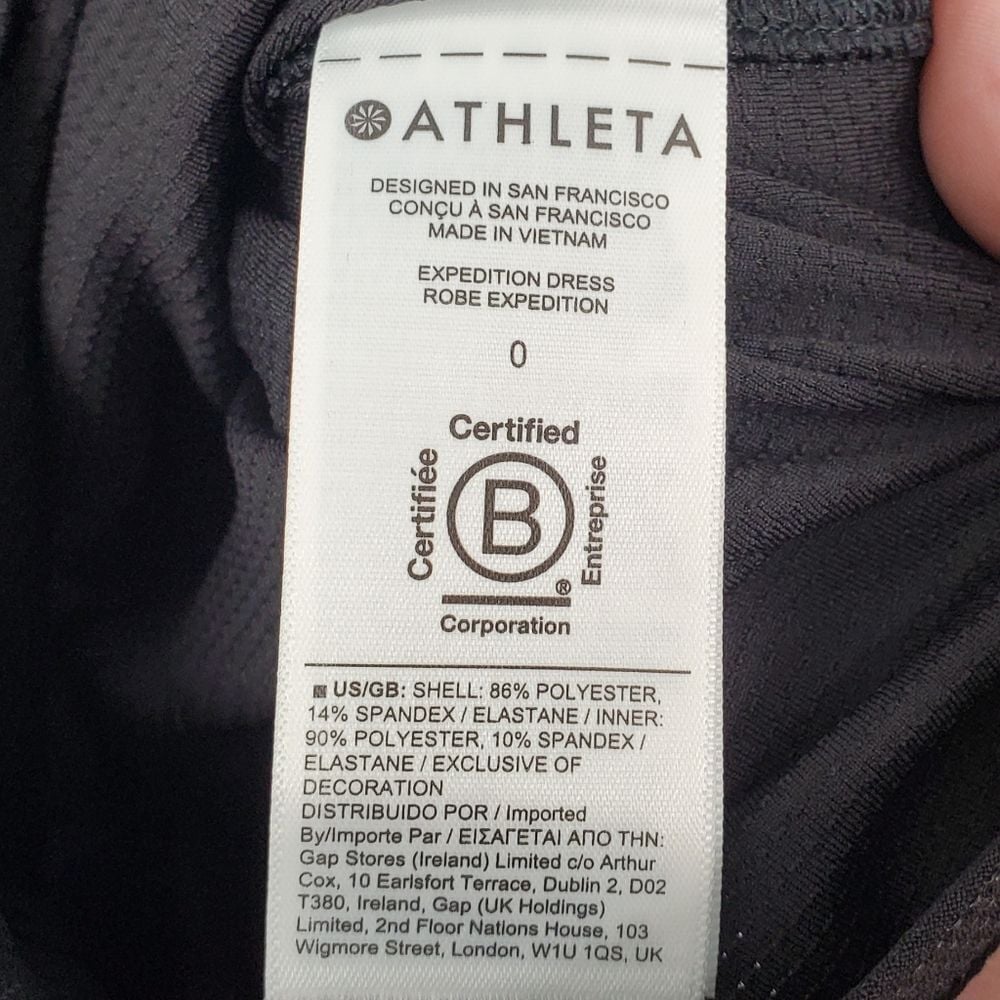 ATHLETA
DESIGNED IN SAN FRANCISCO
CONÇU À SAN FRANCISCO
MADE IN VIETNAM
EXPEDITION DRESS
ROBE EXPEDITION
0
Certified
Certifiée
B
Entreprise
®
Corporation
US/GB: SHELL: 86% POLYESTER,
14% SPANDEX / ELASTANE / INNER:
90% POLYESTER, 10% SPANDEX /
ELASTANE / EXCLUSIVE OF
DECORATION
DISTRIBUIDO POR / Imported
By/Importe Par / ΕΙΣΑΓΕΤΑΙ ΑΠΟ ΤΗΝ:
Gap Stores (Ireland) Limited c/o Arthur
Cox, 10 Earlsfort Terrace, Dublin 2, D02
T380, Ireland, Gap (UK Holdings)
Limited, 2nd Floor Nations House, 103
Wigmore Street, London, W1U 1QS, UK